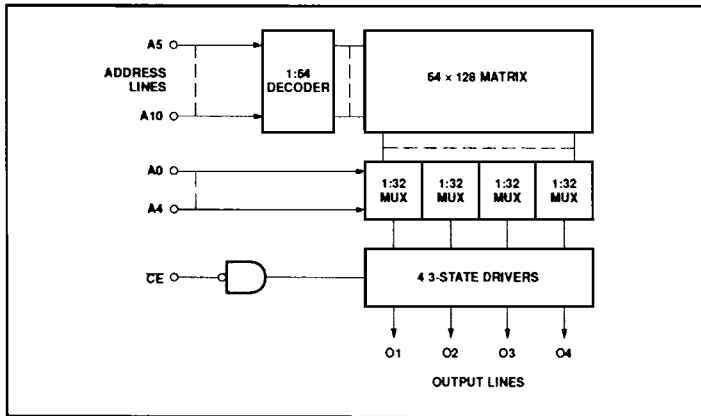 A5
ADDRESS
LINES
A10
1:64
DECODER
64 × 128 MATRIX
A0
A4
1:32
MUX
1:32
MUX
1:32
MUX
1:32
MUX
CE
4 3-STATE DRIVERS
O1 O2 O3 O4
OUTPUT LINES